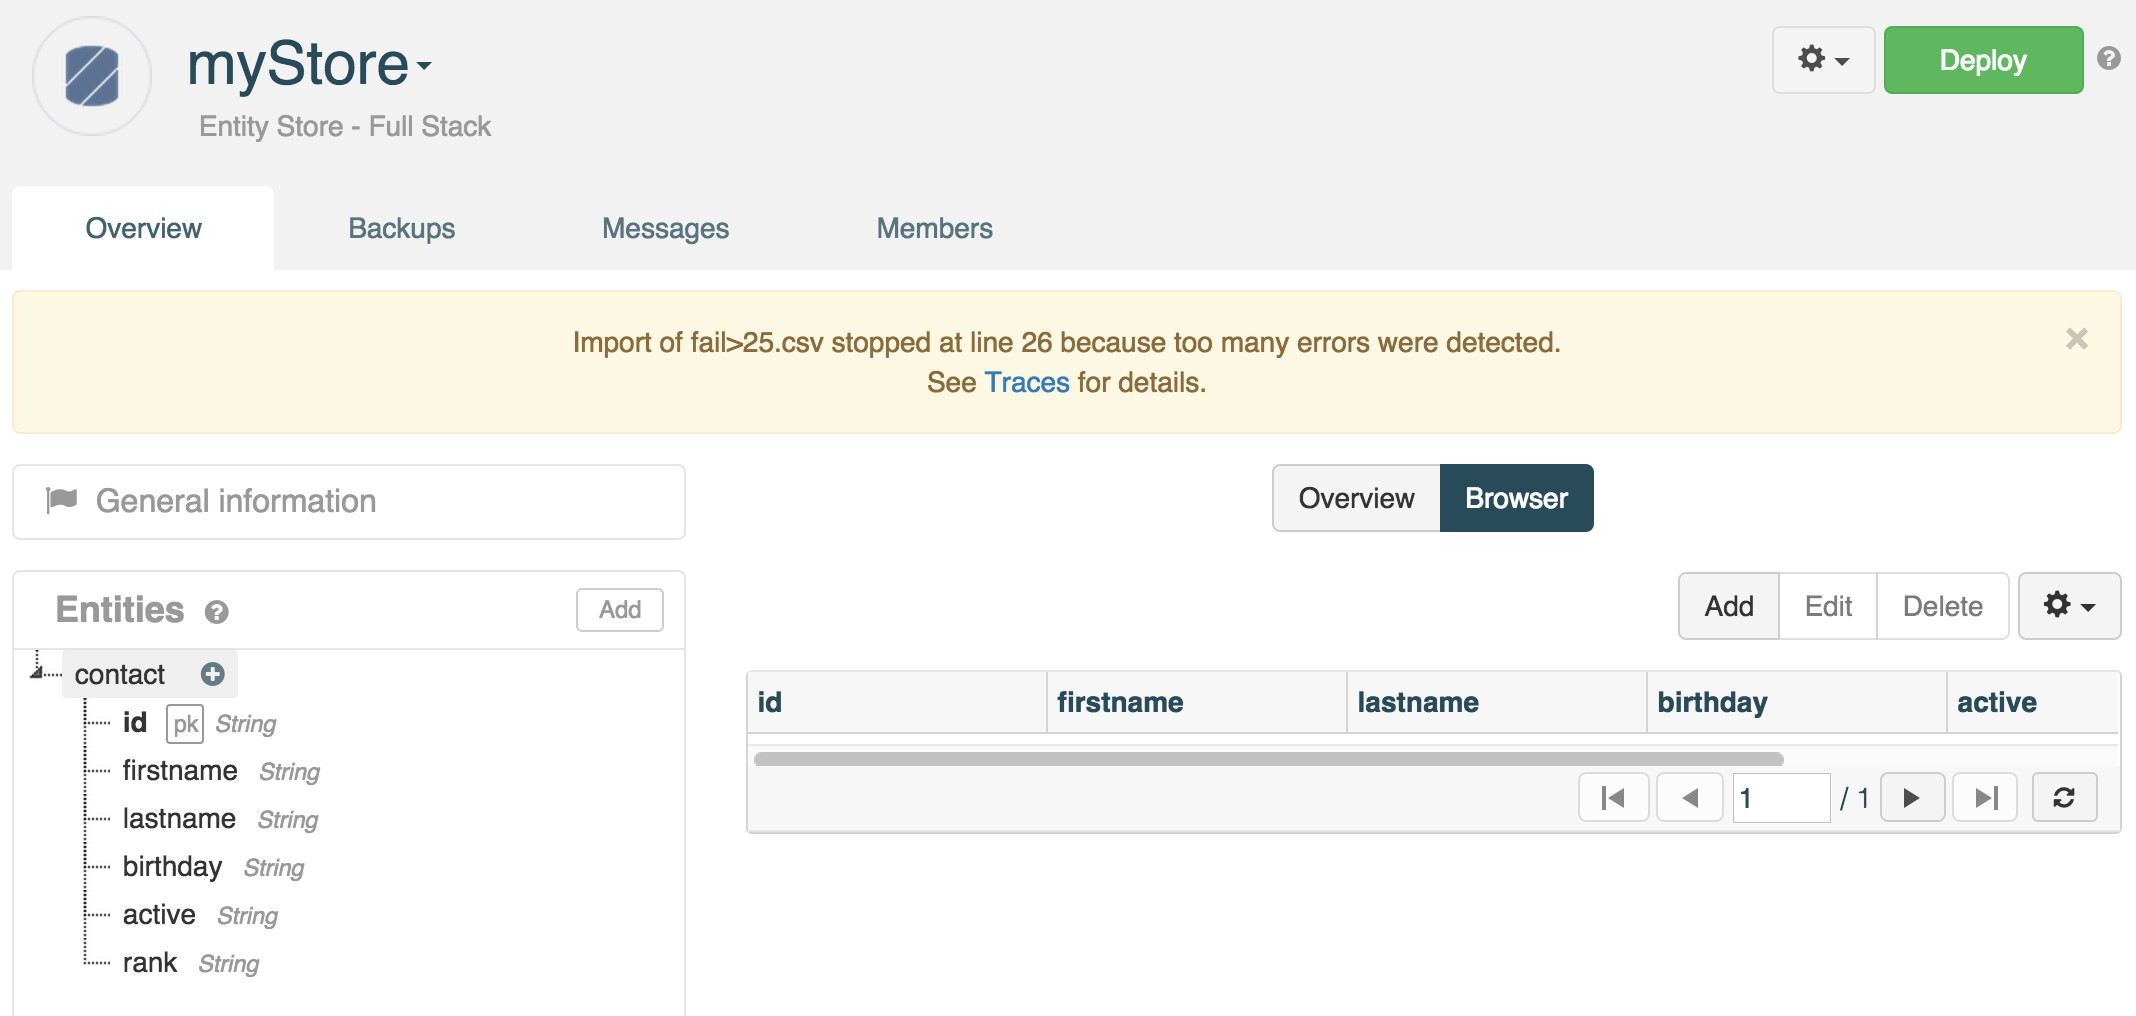 myStore
Deploy
Entity Store - Full Stack
Overview Backups Messages Members
Import of fail>25.csv stopped at line 26 because too many errors were detected.
See Traces for details.
General information
Overview Browser
Entities Add
Add Edit Delete
contact
id pk String
firstname String
lastname String
birthday String
active String
rank String
id firstname lastname birthday active
1 / 1